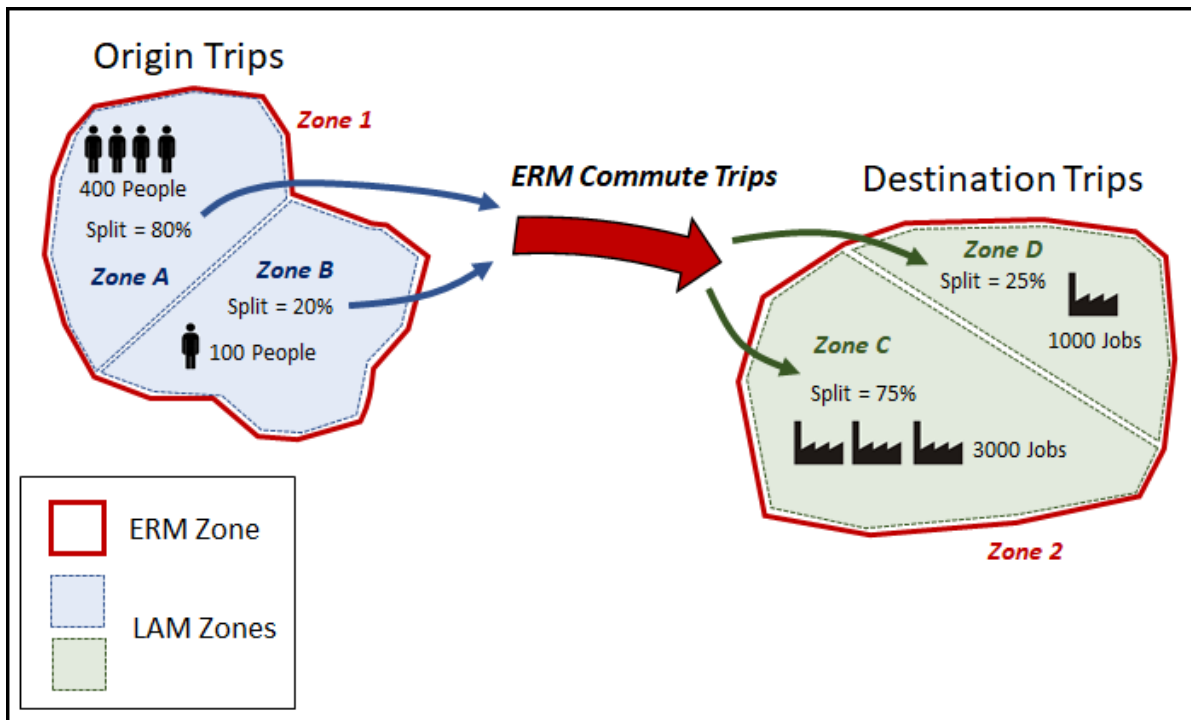 Origin Trips
Zone 1
400 People
Split = 80%
Zone A
Zone B
Split = 20%
100 People
ERM Commute Trips
Destination Trips
Zone D
Split = 25%
1000 Jobs
Zone C
Split = 75%
3000 Jobs
Zone 2
ERM Zone
LAM Zones